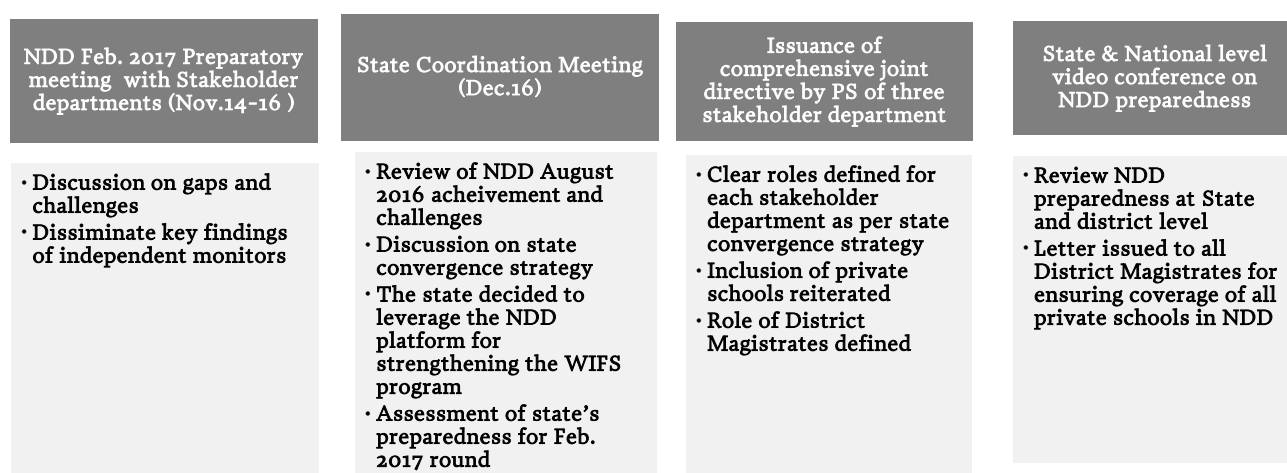 NDD Feb. 2017 Preparatory
meeting with Stakeholder
departments (Nov.14-16 )
• Discussion on gaps and
challenges
• Dissiminate key findings
of independent monitors
State Coordination Meeting
(Dec.16)
• Review of NDD August
2016 acheivement and
challenges
• Discussion on state
convergence strategy
• The state decided to
leverage the NDD
platform for
strengthening the WIFS
program
• Assessment of state's
preparedness for Feb.
2017 round
Issuance of
comprehensive joint
directive by PS of three
stakeholder department
• Clear roles defined for
each stakeholder
department as per state
convergence strategy
• Inclusion of private
schools reiterated
• Role of District
Magistrates defined
State & National level
video conference on
NDD preparedness
• Review NDD
preparedness at State
and district level
• Letter issued to all
District Magistrates for
ensuring coverage of all
private schools in NDD